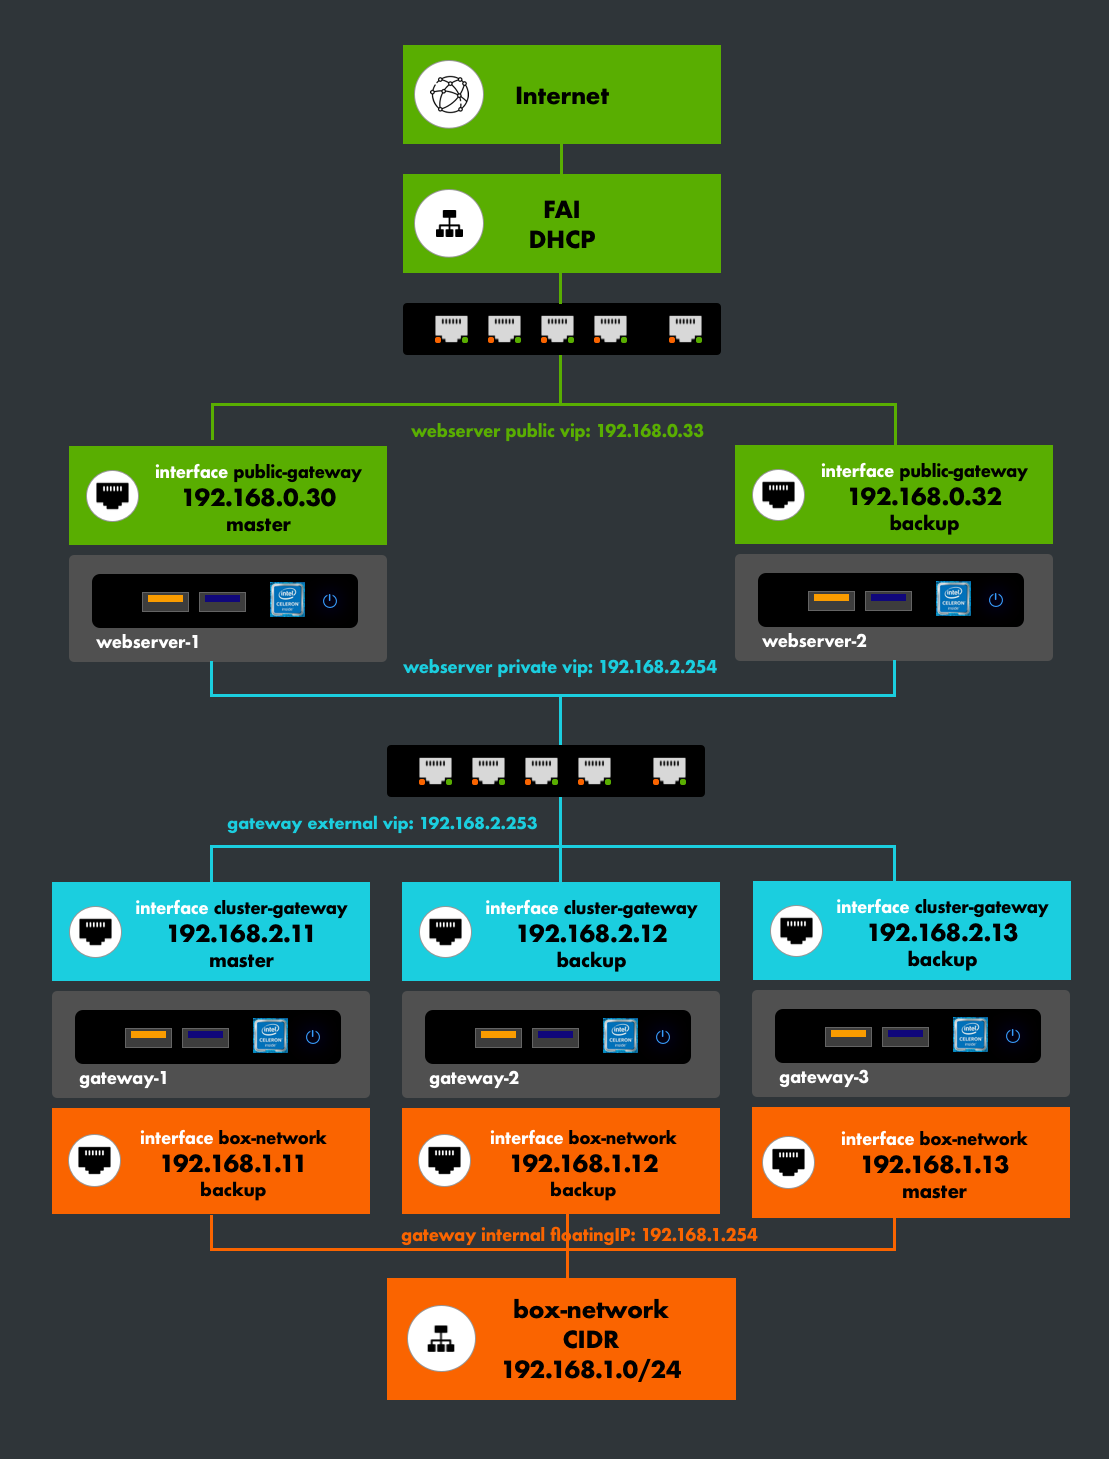 Internet
FAI
DHCP
webserver public vip: 192.168.0.33
interface public-gateway
192.168.0.30
master
interface public-gateway
192.168.0.32
backup
intel
CELERON
inside
webserver-1
intel
CELERON
inside
webserver-2
webserver private vip: 192.168.2.254
gateway external vip: 192.168.2.253
interface cluster-gateway
192.168.2.11
master
interface cluster-gateway
192.168.2.12
backup
interface cluster-gateway
192.168.2.13
backup
intel
CELERON
inside
gateway-1
intel
CELERON
inside
gateway-2
intel
CELERON
inside
gateway-3
interface box-network
192.168.1.11
backup
interface box-network
192.168.1.12
backup
interface box-network
192.168.1.13
master
gateway internal floatingIP: 192.168.1.254
box-network
CIDR
192.168.1.0/24